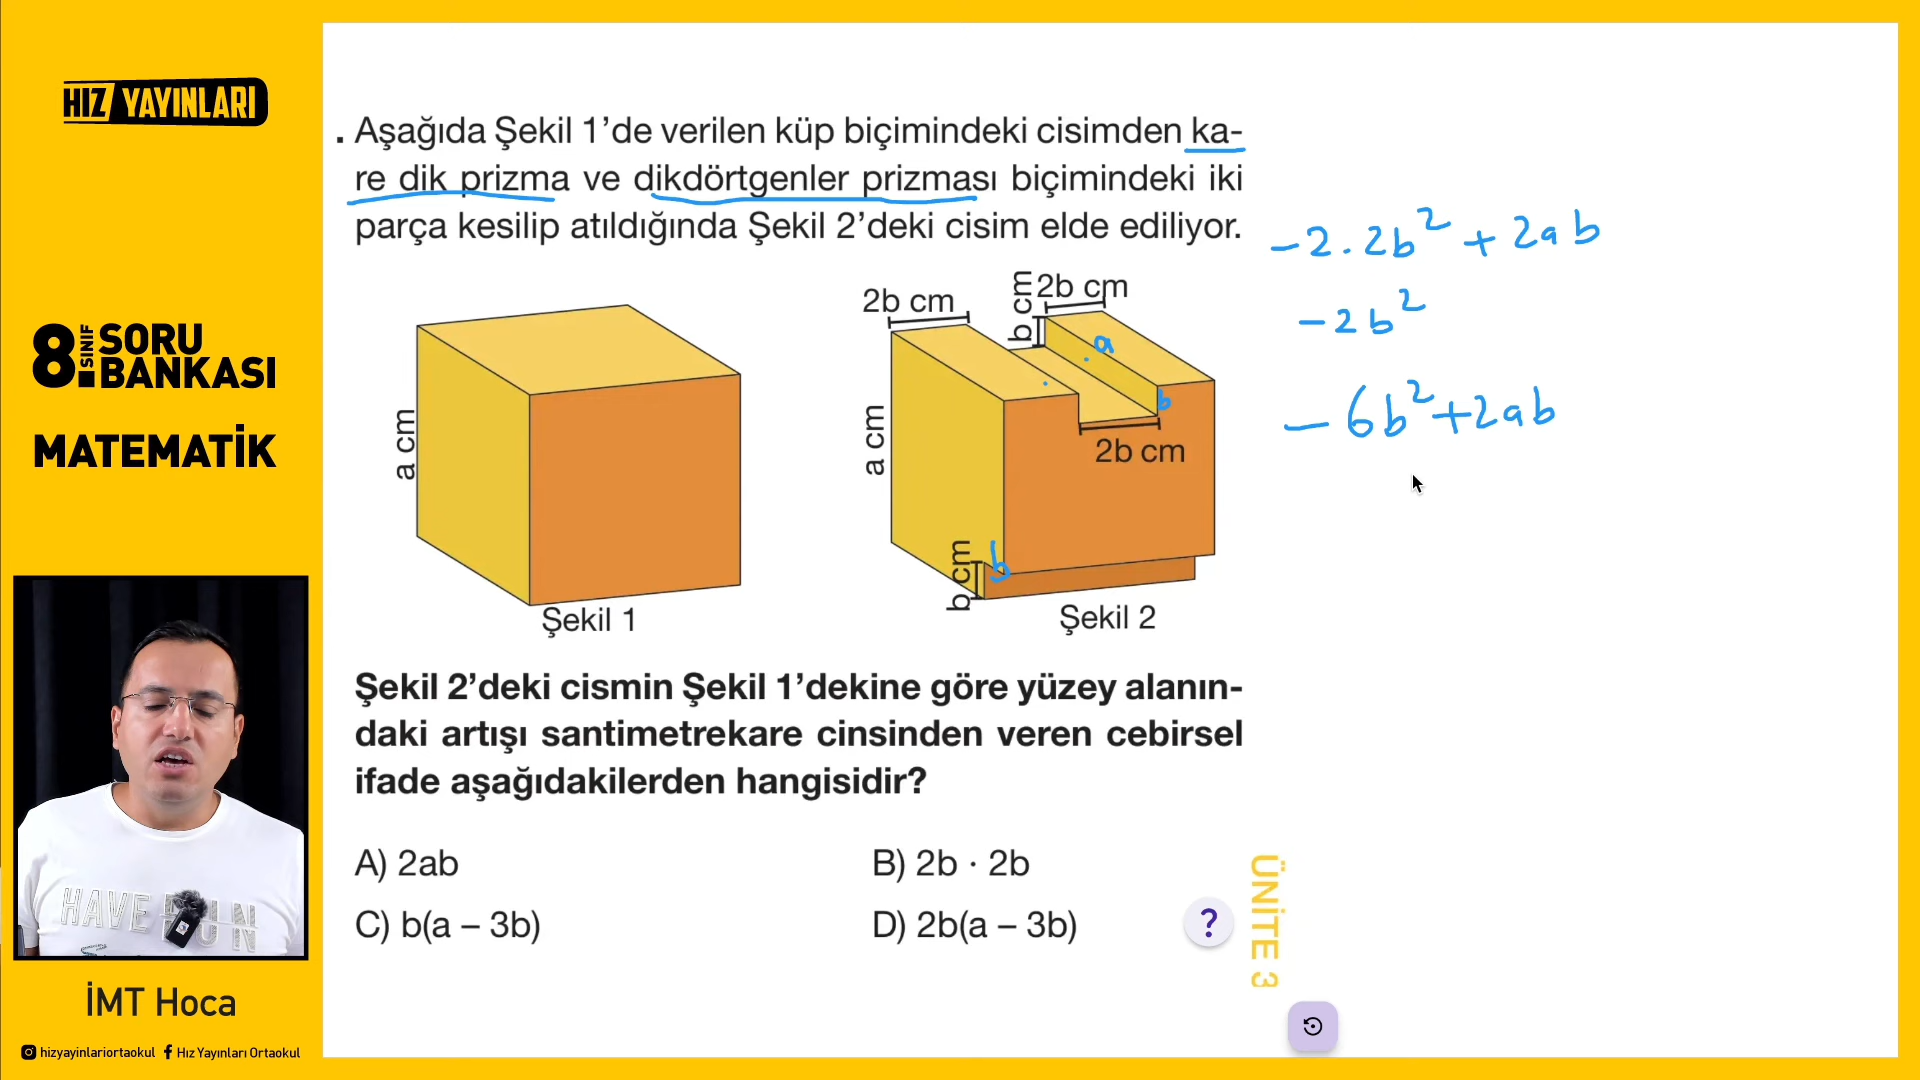 HIZ YAYINLARI
8. SINIF SORU BANKASI
MATEMATİK
. Aşağıda Şekil 1’de verilen küp biçimindeki cisimden ka-
re dik prizma ve dikdörtgenler prizması biçimindeki iki
parça kesilip atıldığında Şekil 2’deki cisim elde ediliyor.
a cm
Şekil 1
2b cm
b cm
2b cm
a
b
a cm
2b cm
b cm
b
Şekil 2
-2.2b² + 2ab
-2b²
-6b²+2ab
Şekil 2’deki cismin Şekil 1’dekine göre yüzey alanın-
daki artışı santimetrekare cinsinden veren cebirsel
ifade aşağıdakilerden hangisidir?
A) 2ab
B) 2b · 2b
C) b(a – 3b)
D) 2b(a – 3b)
?
ÜNİTE 3
HAVE FUN
İMT Hoca
hizyayinlariortaokul
Hız Yayınları Ortaokul